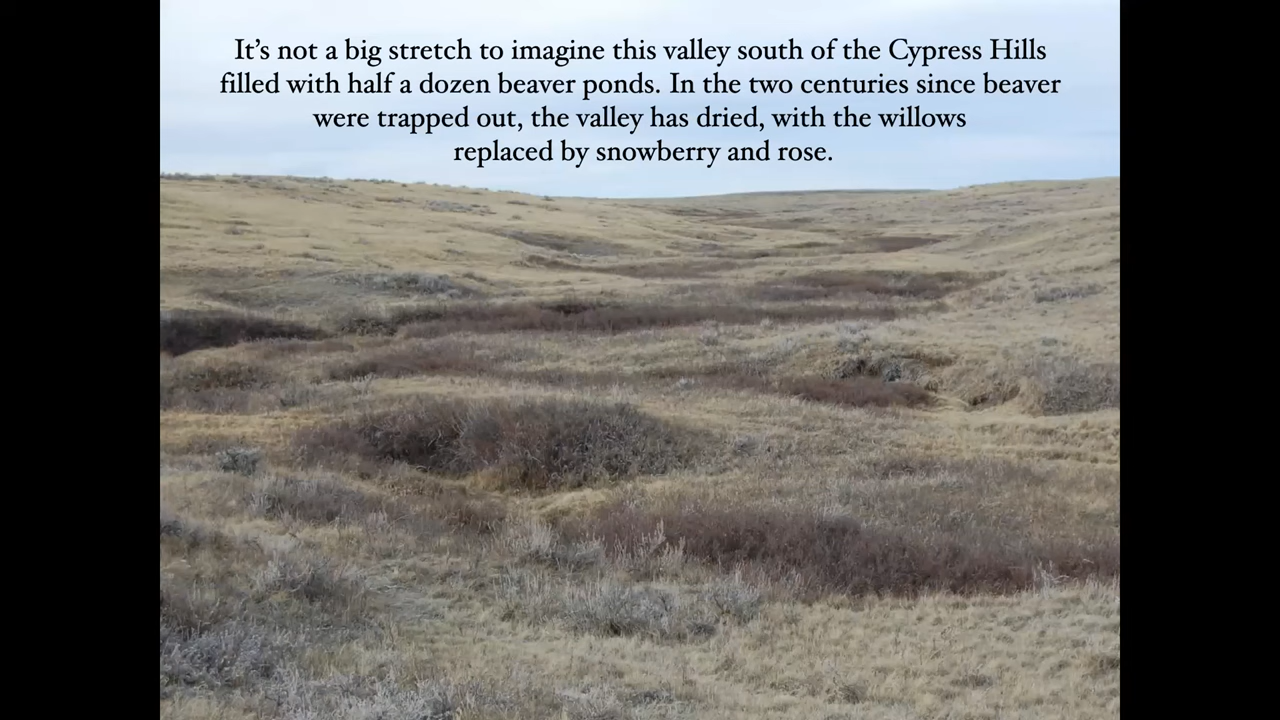 It’s not a big stretch to imagine this valley south of the Cypress Hills
filled with half a dozen beaver ponds. In the two centuries since beaver
were trapped out, the valley has dried, with the willows
replaced by snowberry and rose.